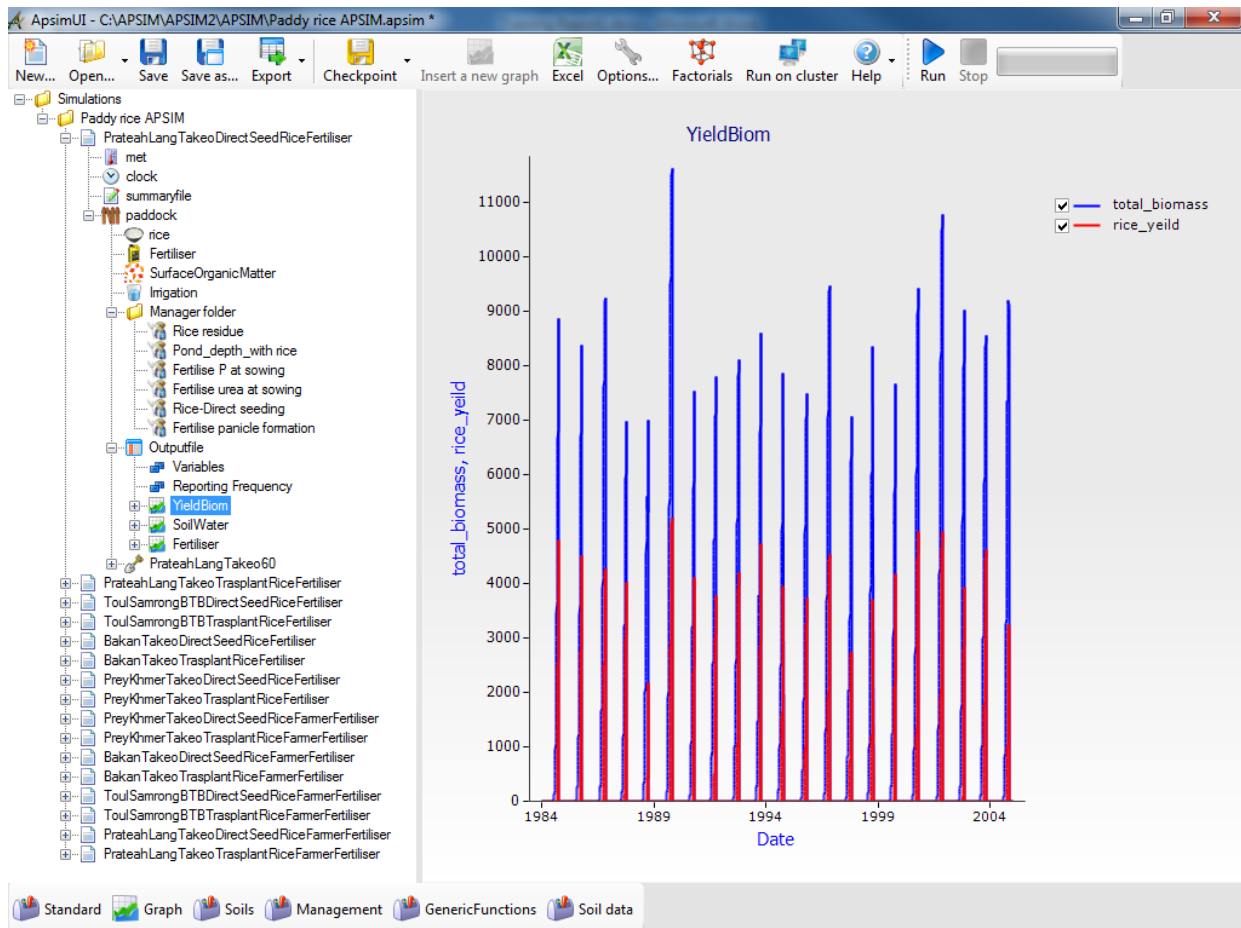 ApsimUI - C:\APSIM\APSIM2\APSIM\Paddy rice APSIM.apsim *
New... Open... Save Save as... Export Checkpoint Insert a new graph Excel Options... Factorials Run on cluster Help Run Stop
Simulations
Paddy rice APSIM
PrateahLangTakeoDirectSeedRiceFertiliser
met
clock
summaryfile
paddock
rice
Fertiliser
SurfaceOrganicMatter
Irrigation
Manager folder
Rice residue
Pond_depth_with rice
Fertilise P at sowing
Fertilise urea at sowing
Rice-Direct seeding
Fertilise panicle formation
Outputfile
Variables
Reporting Frequency
YieldBiom
SoilWater
Fertiliser
PrateahLangTakeo60
PrateahLangTakeoTrasplantRiceFertiliser
ToulSamrongBTBDirectSeedRiceFertiliser
ToulSamrongBTBTrasplantRiceFertiliser
BakanTakeoDirectSeedRiceFertiliser
BakanTakeoTrasplantRiceFertiliser
PreyKhmerTakeoDirectSeedRiceFertiliser
PreyKhmerTakeoTrasplantRiceFertiliser
PreyKhmerTakeoDirectSeedRiceFarmerFertiliser
PreyKhmerTakeoTrasplantRiceFarmerFertiliser
BakanTakeoDirectSeedRiceFarmerFertiliser
BakanTakeoTrasplantRiceFarmerFertiliser
ToulSamrongBTBDirectSeedRiceFarmerFertiliser
ToulSamrongBTBTrasplantRiceFarmerFertiliser
PrateahLangTakeoDirectSeedRiceFarmerFertiliser
PrateahLangTakeoTrasplantRiceFarmerFertiliser
YieldBiom
total_biomass
rice_yeild
total_biomass, rice_yeild
11000
10000
9000
8000
7000
6000
5000
4000
3000
2000
1000
0
1984 1989 1994 1999 2004
Date
Standard Graph Soils Management GenericFunctions Soil data